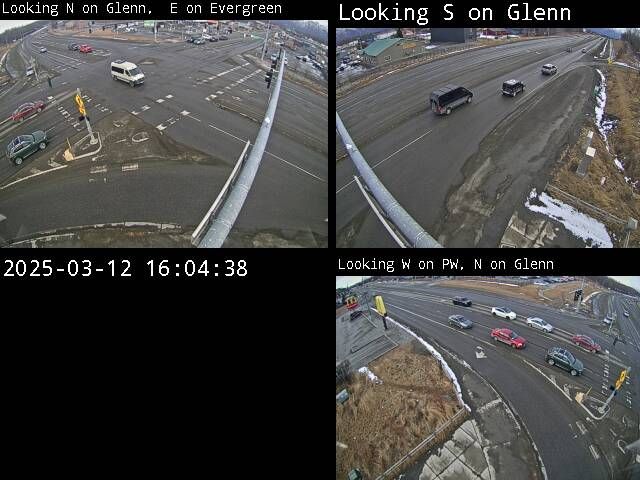 Looking N on Glenn,  E on Evergreen
Looking S on Glenn
2025-03-12 16:04:38
Looking W on PW, N on Glenn